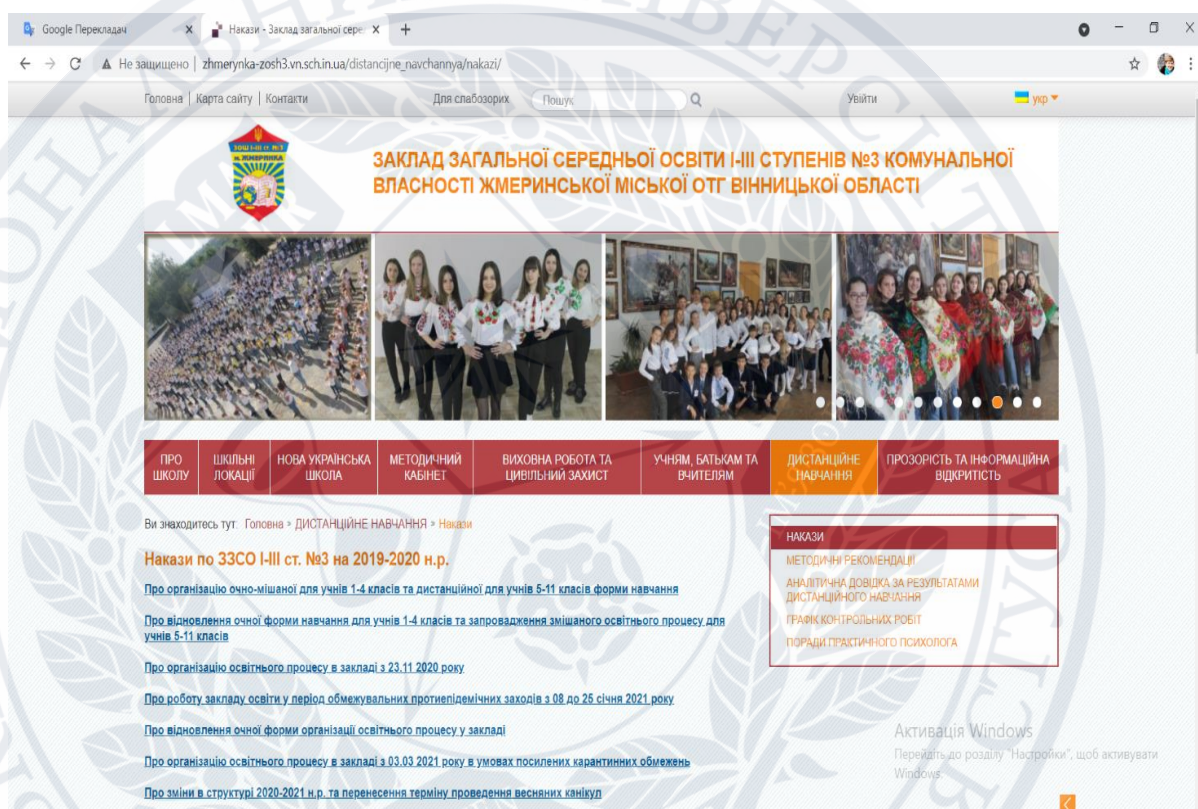 Google Перекладач
Накази - Заклад загальної сере
Не защищено | zhmerynka-zosh3.vn.sch.in.ua/distancijne_navchannya/nakazi/
Головна | Карта сайту | Контакти
Для слабозорих
Пошук
Увійти
укр
ЗОШ І-ІІІ ст. №3
м. ЖМЕРИНКА
ЗАКЛАД ЗАГАЛЬНОЇ СЕРЕДНЬОЇ ОСВІТИ І-ІІІ СТУПЕНІВ №3 КОМУНАЛЬНОЇ
ВЛАСНОСТІ ЖМЕРИНСЬКОЇ МІСЬКОЇ ОТГ ВІННИЦЬКОЇ ОБЛАСТІ
ПРО
ШКОЛУ
ШКІЛЬНІ
ЛОКАЦІЇ
НОВА УКРАЇНСЬКА
ШКОЛА
МЕТОДИЧНИЙ
КАБІНЕТ
ВИХОВНА РОБОТА ТА
ЦИВІЛЬНИЙ ЗАХИСТ
УЧНЯМ, БАТЬКАМ ТА
ВЧИТЕЛЯМ
ДИСТАНЦІЙНЕ
НАВЧАННЯ
ПРОЗОРІСТЬ ТА ІНФОРМАЦІЙНА
ВІДКРИТІСТЬ
Ви знаходитесь тут: Головна » ДИСТАНЦІЙНЕ НАВЧАННЯ » Накази
Накази по ЗЗСО І-ІІІ ст. №3 на 2019-2020 н.р.
Про організацію очно-мішаної для учнів 1-4 класів та дистанційної для учнів 5-11 класів форми навчання
Про відновлення очної форми навчання для учнів 1-4 класів та запровадження змішаного освітнього процесу для
учнів 5-11 класів
Про організацію освітнього процесу в закладі з 23.11 2020 року
Про роботу закладу освіти у період обмежувальних протиепідемічних заходів з 08 до 25 січня 2021 року
Про відновлення очної форми організації освітнього процесу у закладі
Про організацію освітнього процесу в закладі з 03.03 2021 року в умовах посилених карантинних обмежень
Про зміни в структурі 2020-2021 н.р. та перенесення терміну проведення весняних канікул
НАКАЗИ
МЕТОДИЧНІ РЕКОМЕНДАЦІЇ
АНАЛІТИЧНА ДОВІДКА ЗА РЕЗУЛЬТАТАМИ
ДИСТАНЦІЙНОГО НАВЧАННЯ
ГРАФІК КОНТРОЛЬНИХ РОБІТ
ПОРАДИ ПРАКТИЧНОГО ПСИХОЛОГА
Активація Windows
Перейдіть до розділу "Настройки", щоб активувати
Windows.